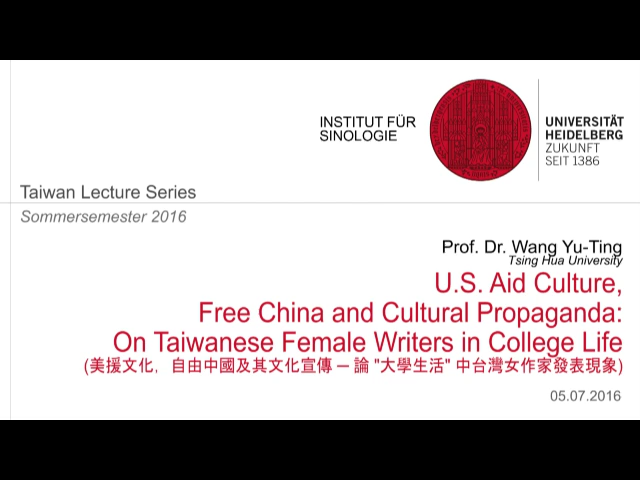 INSTITUT FÜR
SINOLOGIE
UNIVERSITÄT
HEIDELBERG
ZUKUNFT
SEIT 1386
Taiwan Lecture Series
Sommersemester 2016
Prof. Dr. Wang Yu-Ting
Tsing Hua University
U.S. Aid Culture,
Free China and Cultural Propaganda:
On Taiwanese Female Writers in College Life
(美援文化，自由中國及其文化宣傳 ─ 論 "大學生活" 中台灣女作家發表現象)
05.07.2016